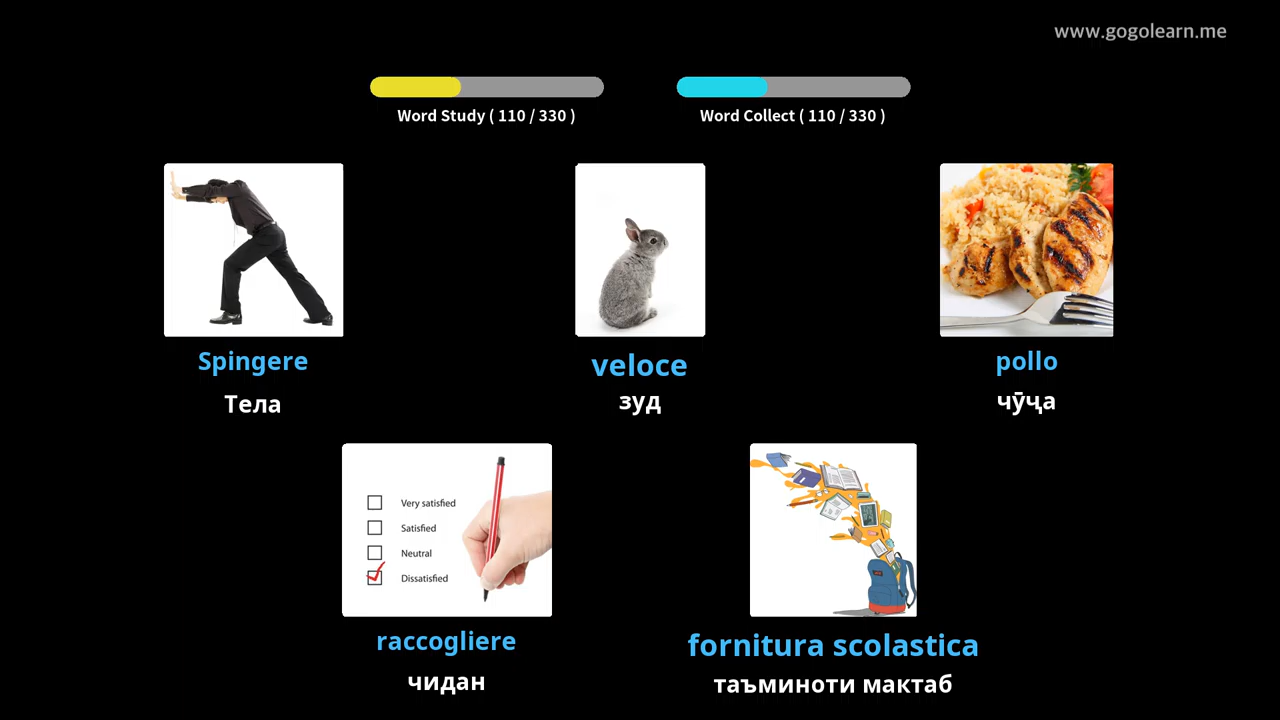 www.gogolearn.me
Word Study ( 110 / 330 )
Word Collect ( 110 / 330 )
Spingere
Тела
veloce
зуд
pollo
чӯҷа
Very satisfied
Satisfied
Neutral
Dissatisfied
raccogliere
чидан
fornitura scolastica
таъминоти мактаб